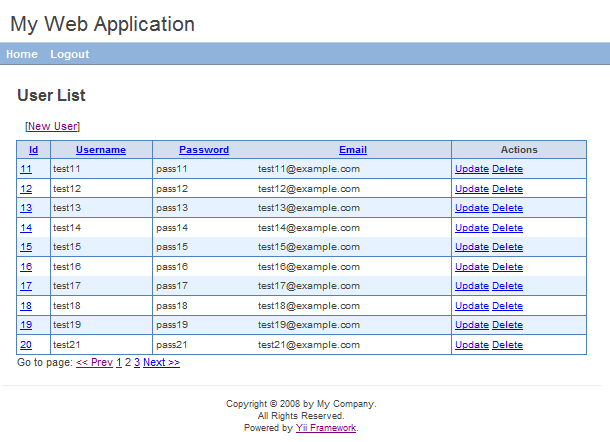 My Web Application
Home Logout
User List
[New User]
Id Username Password Email Actions
11 test11 pass11 test11@example.com Update Delete
12 test12 pass12 test12@example.com Update Delete
13 test13 pass13 test13@example.com Update Delete
14 test14 pass14 test14@example.com Update Delete
15 test15 pass15 test15@example.com Update Delete
16 test16 pass16 test16@example.com Update Delete
17 test17 pass17 test17@example.com Update Delete
18 test18 pass18 test18@example.com Update Delete
19 test19 pass19 test19@example.com Update Delete
20 test21 pass21 test21@example.com Update Delete
Go to page: << Prev 1 2 3 Next >>
Copyright © 2008 by My Company.
All Rights Reserved.
Powered by Yii Framework.